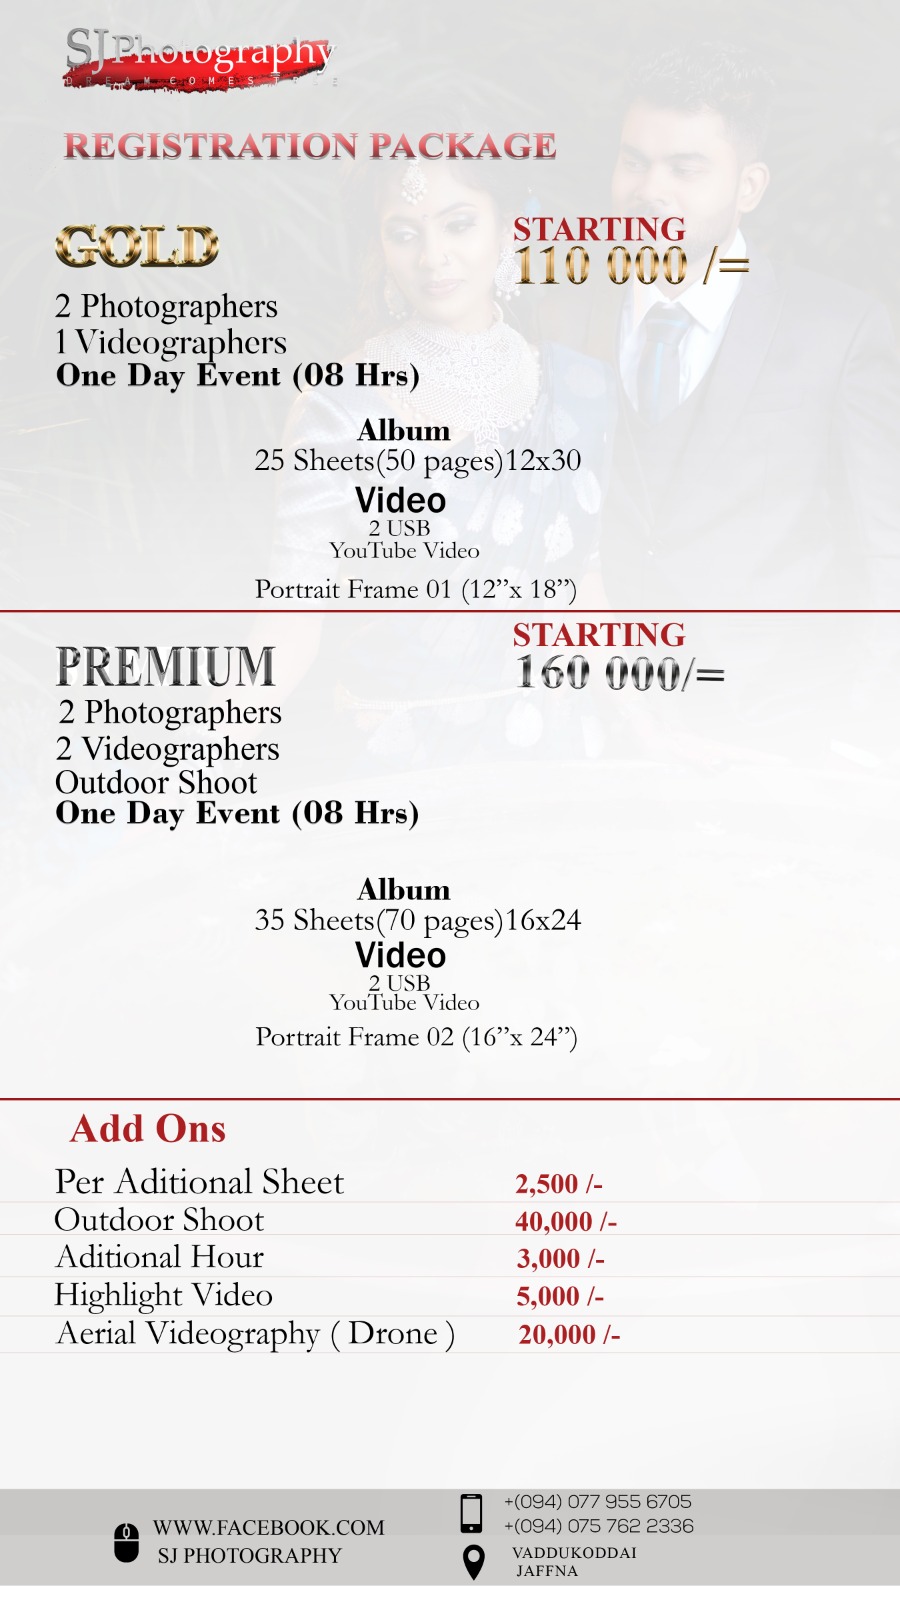 SJ Photography
DREAM COMES TRUE
REGISTRATION PACKAGE
GOLD
STARTING
110 000 /=
2 Photographers
1 Videographers
One Day Event (08 Hrs)
Album
25 Sheets(50 pages)12x30
Video
2 USB
YouTube Video
Portrait Frame 01 (12”x 18”)
PREMIUM
STARTING
160 000/=
2 Photographers
2 Videographers
Outdoor Shoot
One Day Event (08 Hrs)
Album
35 Sheets(70 pages)16x24
Video
2 USB
YouTube Video
Portrait Frame 02 (16”x 24”)
Add Ons
Per Aditional Sheet 2,500 /-
Outdoor Shoot 40,000 /-
Aditional Hour 3,000 /-
Highlight Video 5,000 /-
Aerial Videography ( Drone ) 20,000 /-
WWW.FACEBOOK.COM
SJ PHOTOGRAPHY
+(094) 077 955 6705
+(094) 075 762 2336
VADDUKODDAI
JAFFNA